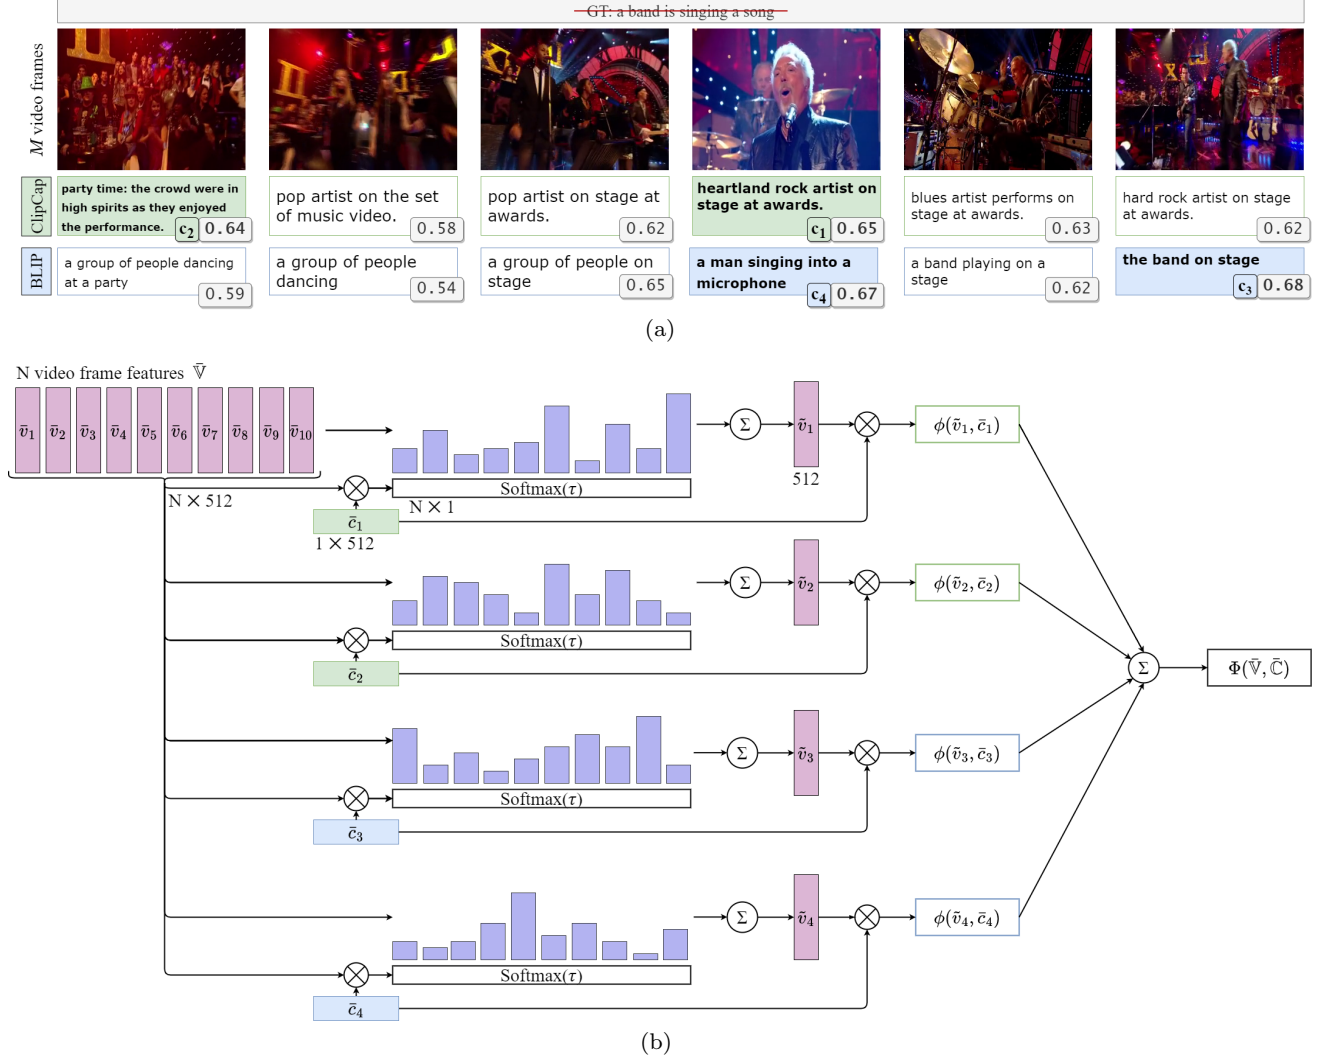 GT: a band is singing a song
M video frames
ClipCap
party time: the crowd were in
high spirits as they enjoyed
the performance.
c2 0.64
pop artist on the set
of music video.
0.58
pop artist on stage at
awards.
0.62
heartland rock artist on
stage at awards.
c1 0.65
blues artist performs on
stage at awards.
0.63
hard rock artist on stage
at awards.
0.62
BLIP
a group of people dancing
at a party
0.59
a group of people
dancing
0.54
a group of people on
stage
0.65
a man singing into a
microphone
c4 0.67
a band playing on a
stage
0.62
the band on stage
c3 0.68
(a)
N video frame features 𝕍̄
v̄1 v̄2 v̄3 v̄4 v̄5 v̄6 v̄7 v̄8 v̄9 v̄10
N × 512
c̄1
1 × 512
Softmax(τ)
N × 1
Σ
ṽ1
512
ϕ(ṽ1, c̄1)
c̄2
Softmax(τ)
Σ
ṽ2
ϕ(ṽ2, c̄2)
Σ
Φ(𝕍̄, ℂ̄)
c̄3
Softmax(τ)
Σ
ṽ3
ϕ(ṽ3, c̄3)
c̄4
Softmax(τ)
Σ
ṽ4
ϕ(ṽ4, c̄4)
(b)